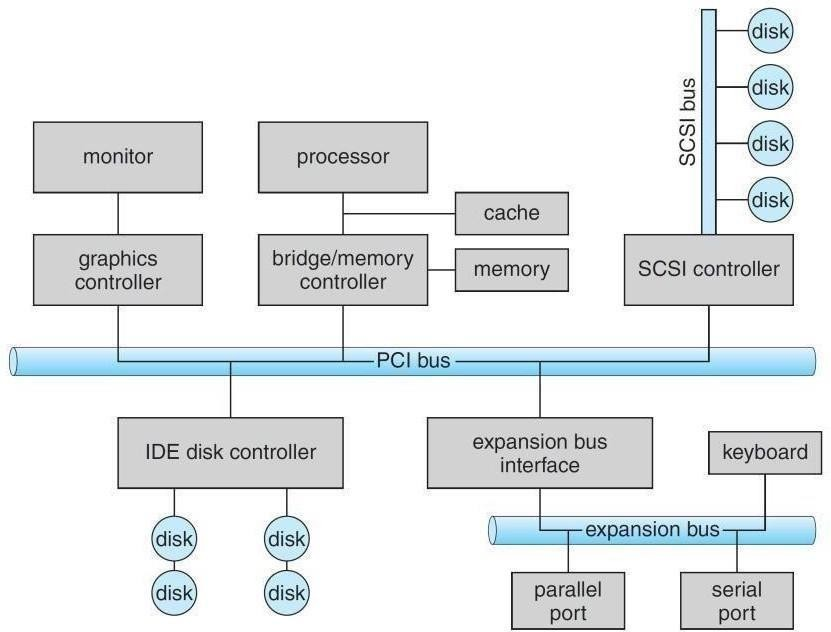 disk
SCSI bus
disk
disk
disk
monitor
processor
cache
graphics
controller
bridge/memory
controller
memory
SCSI controller
PCI bus
IDE disk controller
expansion bus
interface
keyboard
disk
disk
expansion bus
disk
disk
parallel
port
serial
port